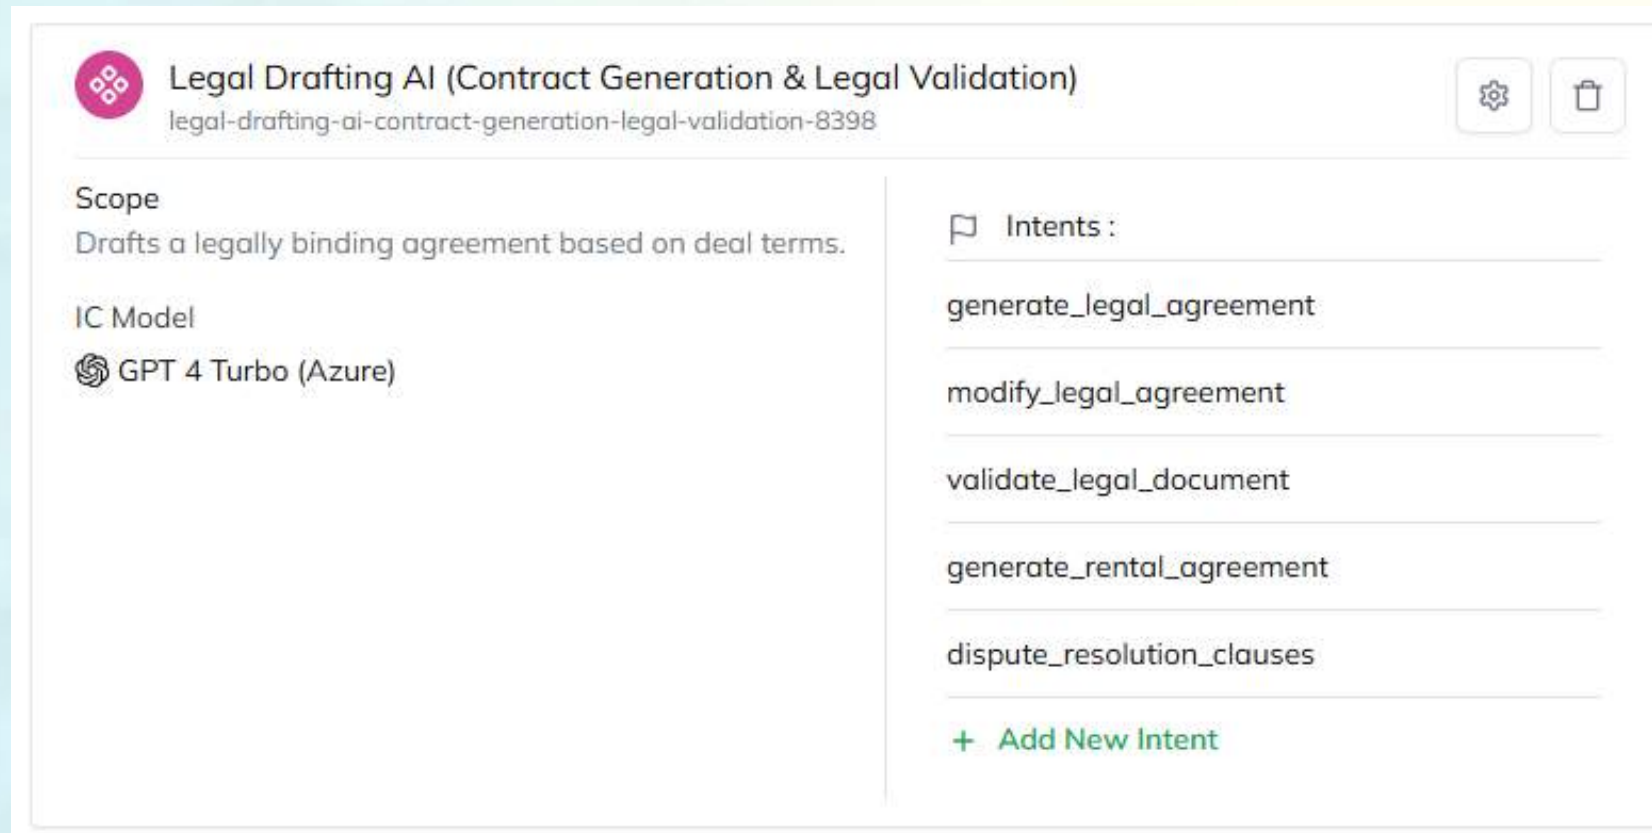 Legal Drafting AI (Contract Generation & Legal Validation)
legal-drafting-ai-contract-generation-legal-validation-8398
Scope
Drafts a legally binding agreement based on deal terms.
IC Model
GPT 4 Turbo (Azure)
Intents :
generate_legal_agreement
modify_legal_agreement
validate_legal_document
generate_rental_agreement
dispute_resolution_clauses
+ Add New Intent